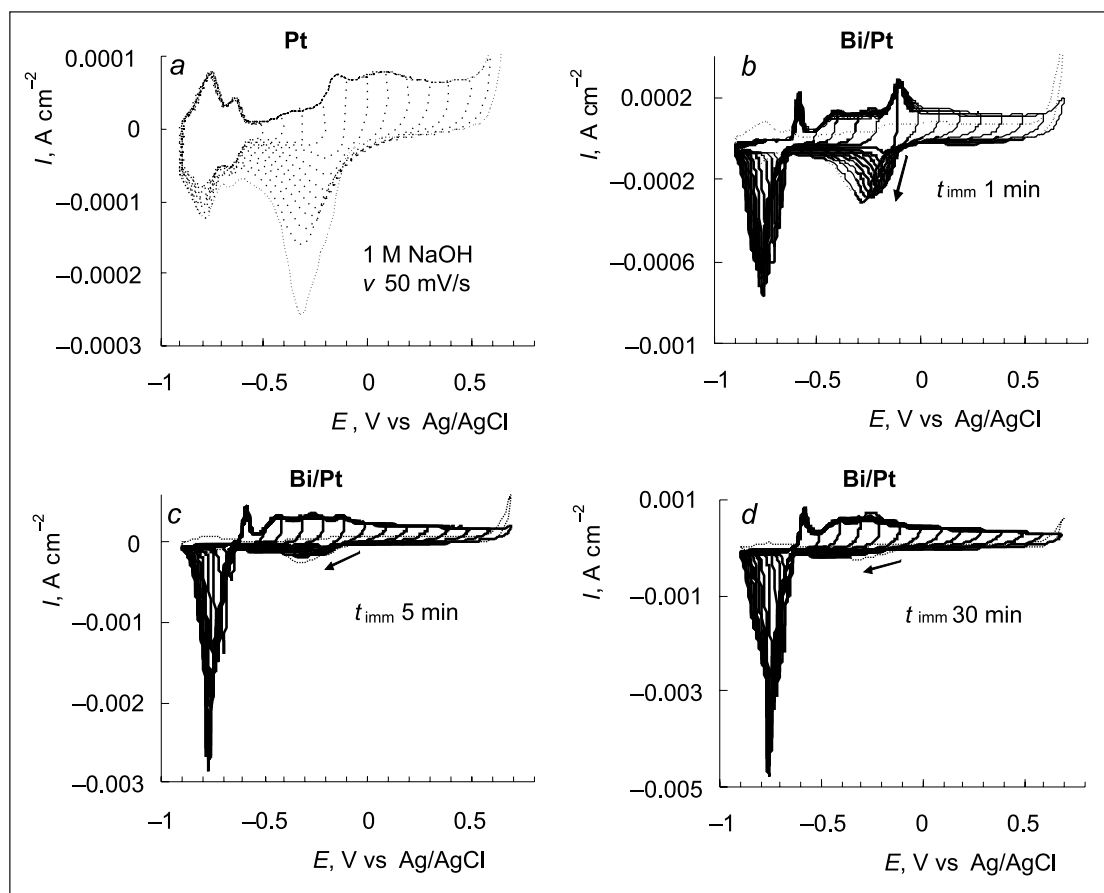 Pt
a
0.0001
0
–0.0001
–0.0002
–0.0003
I, A cm⁻²
1 M NaOH
v 50 mV/s
–1
–0.5
0
0.5
E , V vs Ag/AgCl
Bi/Pt
b
0.0002
–0.0002
–0.0006
–0.001
I, A cm⁻²
t imm 1 min
–1
–0.5
0
0.5
E, V vs Ag/AgCl
Bi/Pt
c
0
–0.001
–0.002
–0.003
I, A cm⁻²
t imm 5 min
–1
–0.5
0
0.5
E, V vs Ag/AgCl
Bi/Pt
d
0.001
–0.001
–0.003
–0.005
I, A cm⁻²
t imm 30 min
–1
–0.5
0
0.5
E, V vs Ag/AgCl